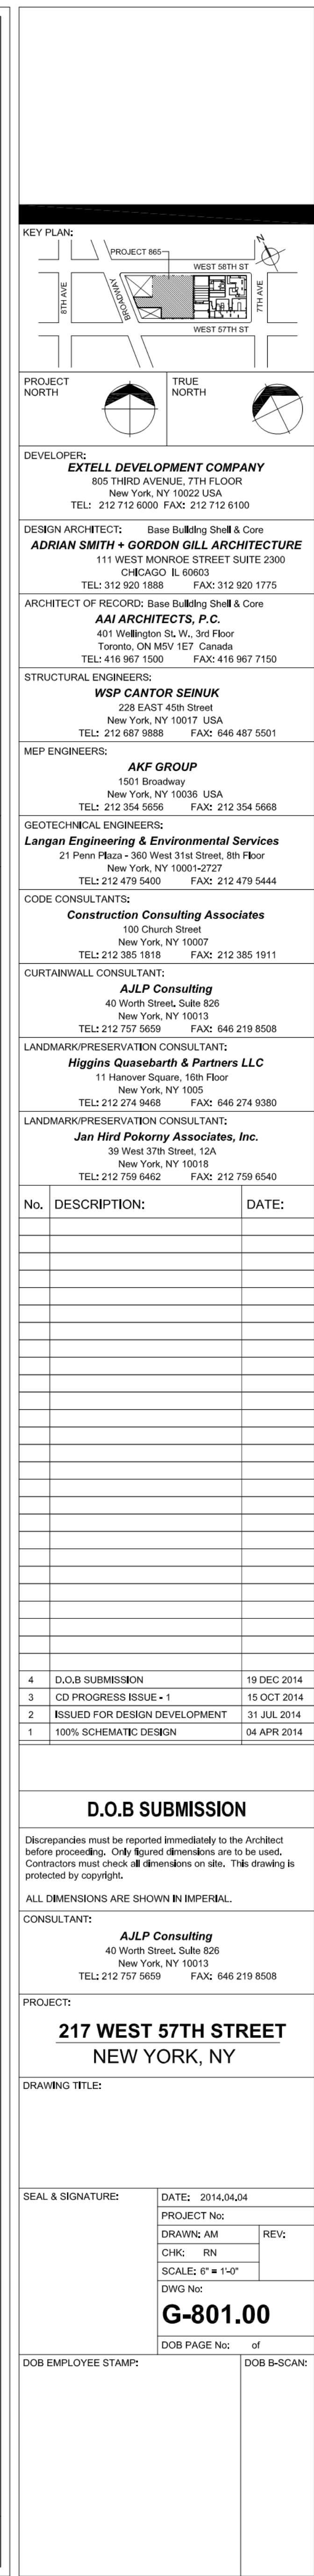 KEY PLAN:
N
PROJECT 865
WEST 58TH ST
8TH AVE
BROADWAY
7TH AVE
WEST 57TH ST
PROJECT
NORTH
TRUE
NORTH
DEVELOPER:
EXTELL DEVELOPMENT COMPANY
805 THIRD AVENUE, 7TH FLOOR
New York, NY 10022 USA
TEL: 212 712 6000 FAX: 212 712 6100
DESIGN ARCHITECT: Base Building Shell & Core
ADRIAN SMITH + GORDON GILL ARCHITECTURE
111 WEST MONROE STREET SUITE 2300
CHICAGO IL 60603
TEL: 312 920 1888 FAX: 312 920 1775
ARCHITECT OF RECORD: Base Building Shell & Core
AAI ARCHITECTS, P.C.
401 Wellington St. W., 3rd Floor
Toronto, ON M5V 1E7 Canada
TEL: 416 967 1500 FAX: 416 967 7150
STRUCTURAL ENGINEERS:
WSP CANTOR SEINUK
228 EAST 45th Street
New York, NY 10017 USA
TEL: 212 687 9888 FAX: 646 487 5501
MEP ENGINEERS:
AKF GROUP
1501 Broadway
New York, NY 10036 USA
TEL: 212 354 5656 FAX: 212 354 5668
GEOTECHNICAL ENGINEERS:
Langan Engineering & Environmental Services
21 Penn Plaza - 360 West 31st Street, 8th Floor
New York, NY 10001-2727
TEL: 212 479 5400 FAX: 212 479 5444
CODE CONSULTANTS:
Construction Consulting Associates
100 Church Street
New York, NY 10007
TEL: 212 385 1818 FAX: 212 385 1911
CURTAINWALL CONSULTANT:
AJLP Consulting
40 Worth Street. Suite 826
New York, NY 10013
TEL: 212 757 5659 FAX: 646 219 8508
LANDMARK/PRESERVATION CONSULTANT:
Higgins Quasebarth & Partners LLC
11 Hanover Square, 16th Floor
New York, NY 1005
TEL: 212 274 9468 FAX: 646 274 9380
LANDMARK/PRESERVATION CONSULTANT:
Jan Hird Pokorny Associates, Inc.
39 West 37th Street, 12A
New York, NY 10018
TEL: 212 759 6462 FAX: 212 759 6540
No. DESCRIPTION: DATE:
4 D.O.B SUBMISSION 19 DEC 2014
3 CD PROGRESS ISSUE - 1 15 OCT 2014
2 ISSUED FOR DESIGN DEVELOPMENT 31 JUL 2014
1 100% SCHEMATIC DESIGN 04 APR 2014
D.O.B SUBMISSION
Discrepancies must be reported immediately to the Architect
before proceeding. Only figured dimensions are to be used.
Contractors must check all dimensions on site. This drawing is
protected by copyright.
ALL DIMENSIONS ARE SHOWN IN IMPERIAL.
CONSULTANT:
AJLP Consulting
40 Worth Street. Suite 826
New York, NY 10013
TEL: 212 757 5659 FAX: 646 219 8508
PROJECT:
217 WEST 57TH STREET
NEW YORK, NY
DRAWING TITLE:
SEAL & SIGNATURE:
DATE: 2014.04.04
PROJECT No:
DRAWN: AM REV:
CHK: RN
SCALE: 6" = 1'-0"
DWG No:
G-801.00
DOB PAGE No: of
DOB EMPLOYEE STAMP:
DOB B-SCAN: